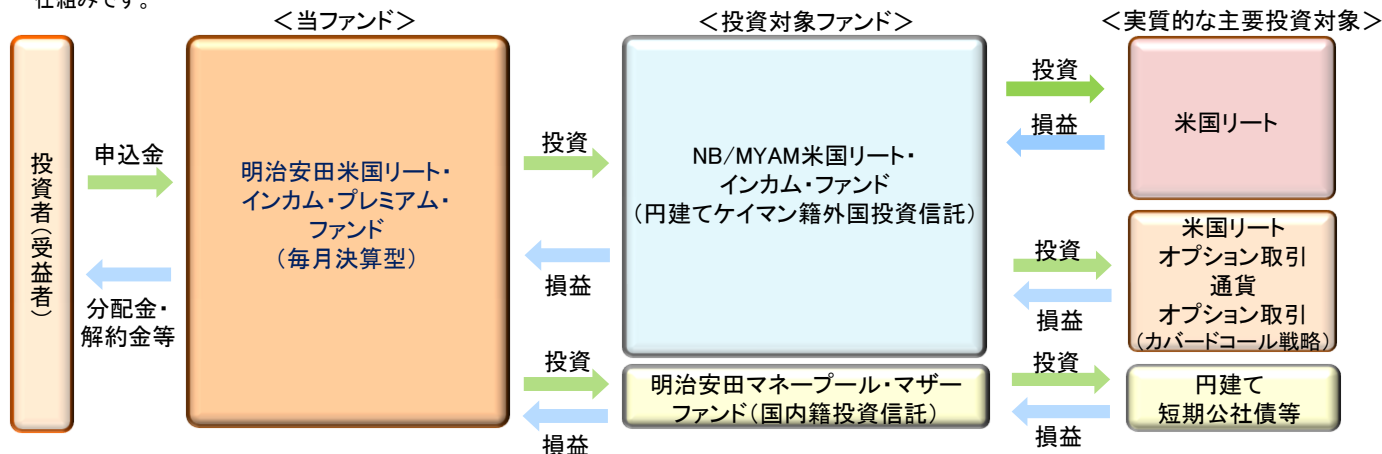 仕組みです。
＜当ファンド＞
＜投資対象ファンド＞
＜実質的な主要投資対象＞
投資者（受益者）
申込金
分配金・
解約金等
明治安田米国リート・
インカム・プレミアム・
ファンド
（毎月決算型）
投資
損益
投資
損益
NB/MYAM米国リート・
インカム・ファンド
（円建てケイマン籍外国投資信託）
明治安田マネープール・マザー
ファンド（国内籍投資信託）
投資
損益
投資
損益
投資
損益
米国リート
米国リート
オプション取引
通貨
オプション取引
（カバードコール戦略）
円建て
短期公社債等